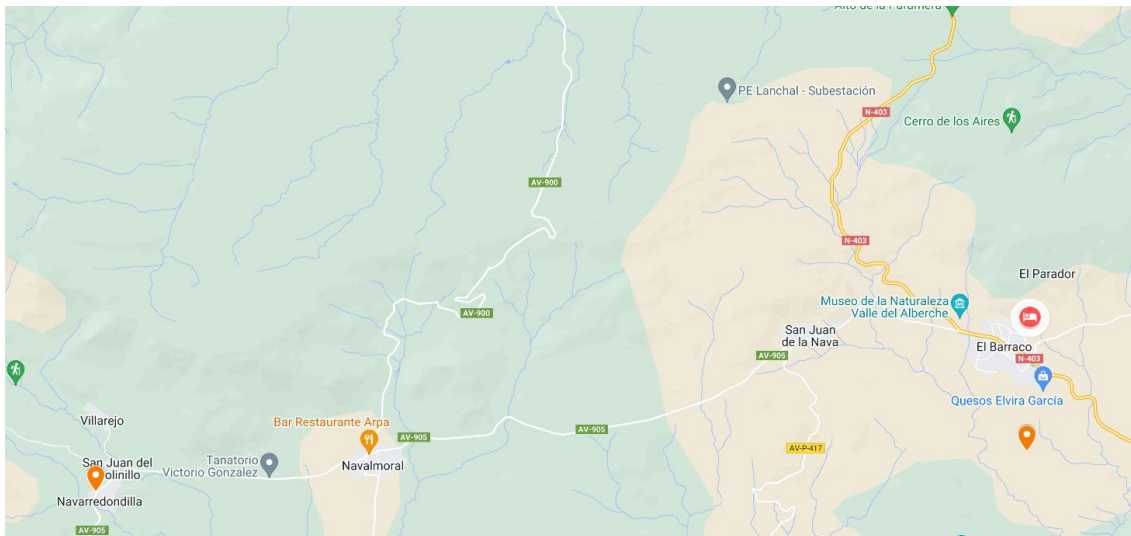 Alto de la Paramera
PE Lanchal - Subestación
N-403
Cerro de los Aires
AV-900
N-403
El Parador
Museo de la Naturaleza
Valle del Alberche
AV-900
San Juan
de la Nava
El Barraco
AV-905
N-403
Quesos Elvira García
Villarejo
Bar Restaurante Arpa
AV-905
AV-905
AV-P-417
San Juan del
olinillo
Tanatorio
Victorio Gonzalez
Navalmoral
Navarredondilla
AV-905